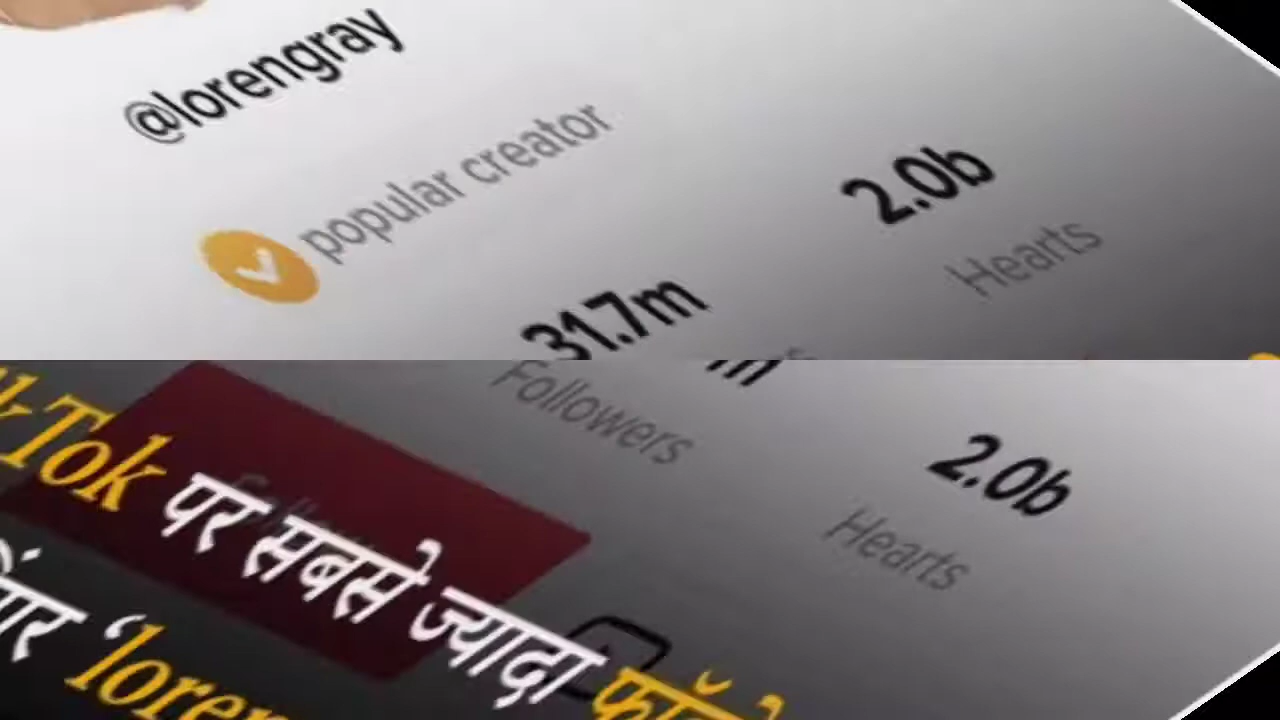 @lorengray
popular creator
2.0b
Hearts
31.7m
Followers
2.0b
Hearts
Tok पर सबसे ज्यादा